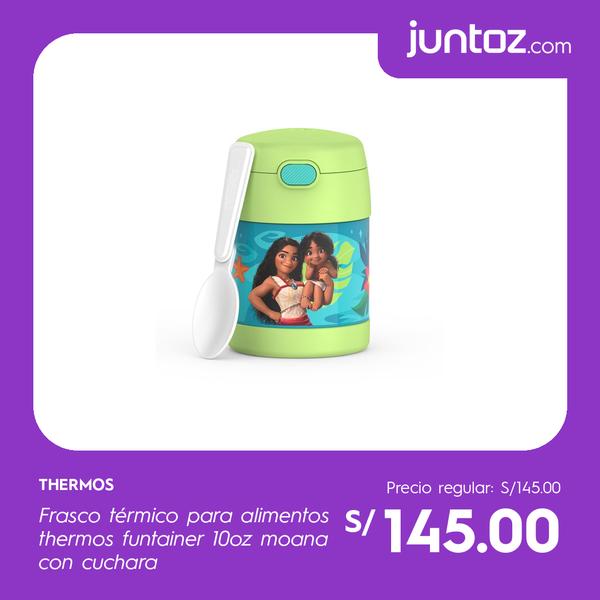 juntoz.com
THERMOS
Frasco térmico para alimentos
thermos funtainer 10oz moana
con cuchara
Precio regular: S/145.00
S/ 145.00